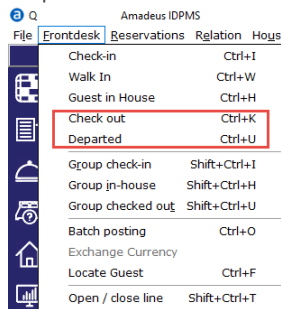 a Q Amadeus IDPMS
File Frontdesk Reservations Relation Hous
Check-in Ctrl+I
Walk In Ctrl+W
Guest in House Ctrl+H
Check out Ctrl+K
Departed Ctrl+U
Group check-in Shift+Ctrl+I
Group in-house Shift+Ctrl+H
Group checked out Shift+Ctrl+U
Batch posting Ctrl+O
Exchange Currency
Locate Guest Ctrl+F
Open / close line Shift+Ctrl+T